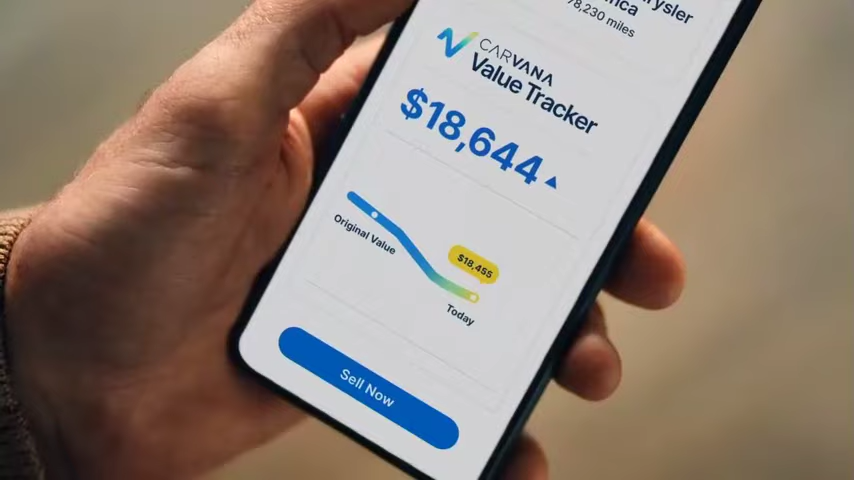 78,230 miles
CARVANA
Value Tracker
$18,644
Original Value
$18,455
Today
Sell Now